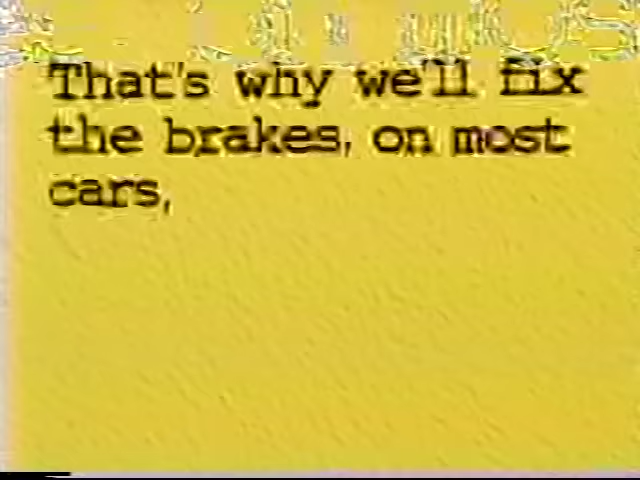 That's why we'll fix
the brakes, on most
cars,